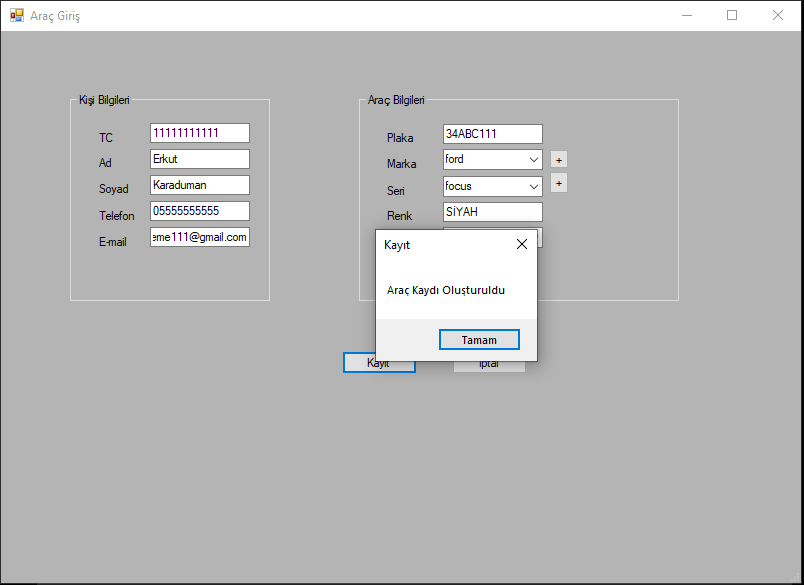 Araç Giriş
Kişi Bilgileri
TC 11111111111
Ad Erkut
Soyad Karaduman
Telefon 05555555555
E-mail eme111@gmail.com
Araç Bilgileri
Plaka 34ABC111
Marka ford +
Seri focus +
Renk SİYAH
Kayıt
Araç Kaydı Oluşturuldu
Tamam
Kayıt
İptal